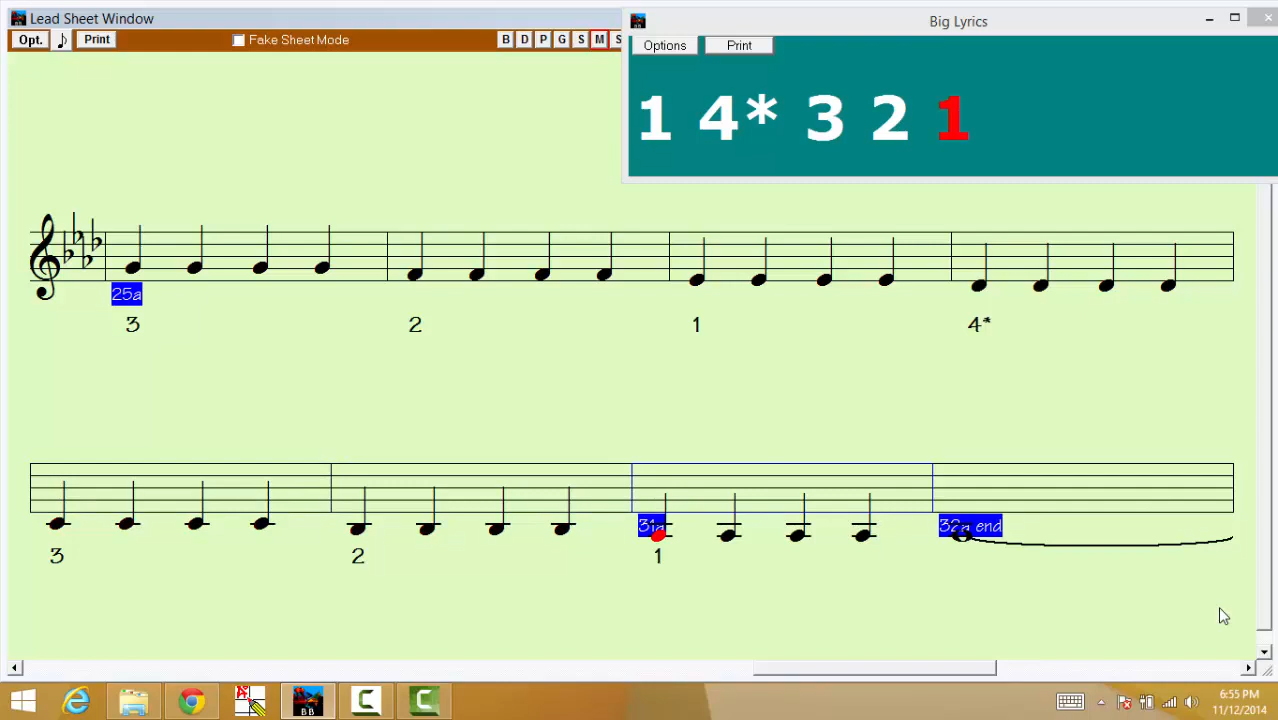 Lead Sheet Window
Big Lyrics
Opt. Print Fake Sheet Mode B D P G S M S
Options Print
1 4* 3 2 1
25a
3 2 1 4*
31a 32a end
3 2 1
6:55 PM
11/12/2014